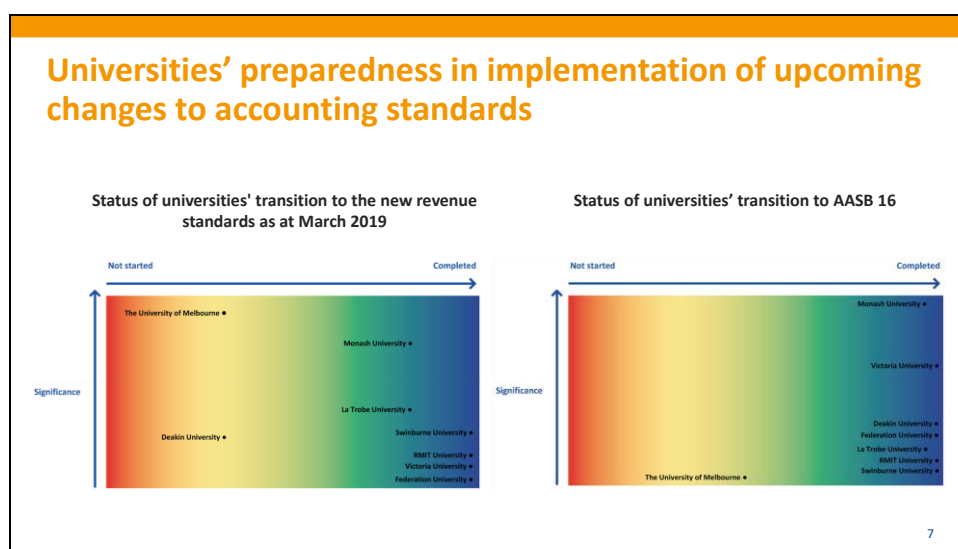 Universities’ preparedness in implementation of upcoming
changes to accounting standards
Status of universities' transition to the new revenue
standards as at March 2019
Not started
Completed
Significance
The University of Melbourne
Monash University
La Trobe University
Deakin University
Swinburne University
RMIT University
Victoria University
Federation University
Status of universities’ transition to AASB 16
Not started
Completed
Significance
Monash University
Victoria University
Deakin University
Federation University
La Trobe University
RMIT University
Swinburne University
The University of Melbourne
7